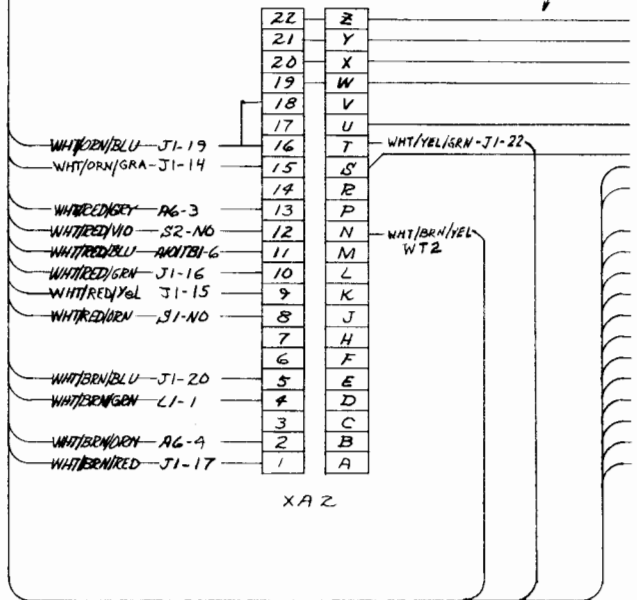 22 Z
21 Y
20 X
19 W
18 V
17 U
WHT/ORN/BLU J1-19 16 T WHT/YEL/GRN-J1-22
WHT/ORN/GRA-J1-14 15 S
14 R
WHT/RED/GRY A6-3 13 P
WHT/RED/VIO S2-NO 12 N WHT/BRN/YEL
WT2
WHT/RED/BLU 11 M
WHT/RED/GRN J1-16 10 L
WHT/RED/YEL J1-15 9 K
WHT/RED/ORN S1-NO 8 J
7 H
6 F
WHT/BRN/BLU J1-20 5 E
WHT/BRN/GRN L1-1 4 D
3 C
WHT/BRN/ORN A6-4 2 B
WHT/BRN/RED J1-17 1 A
XA2